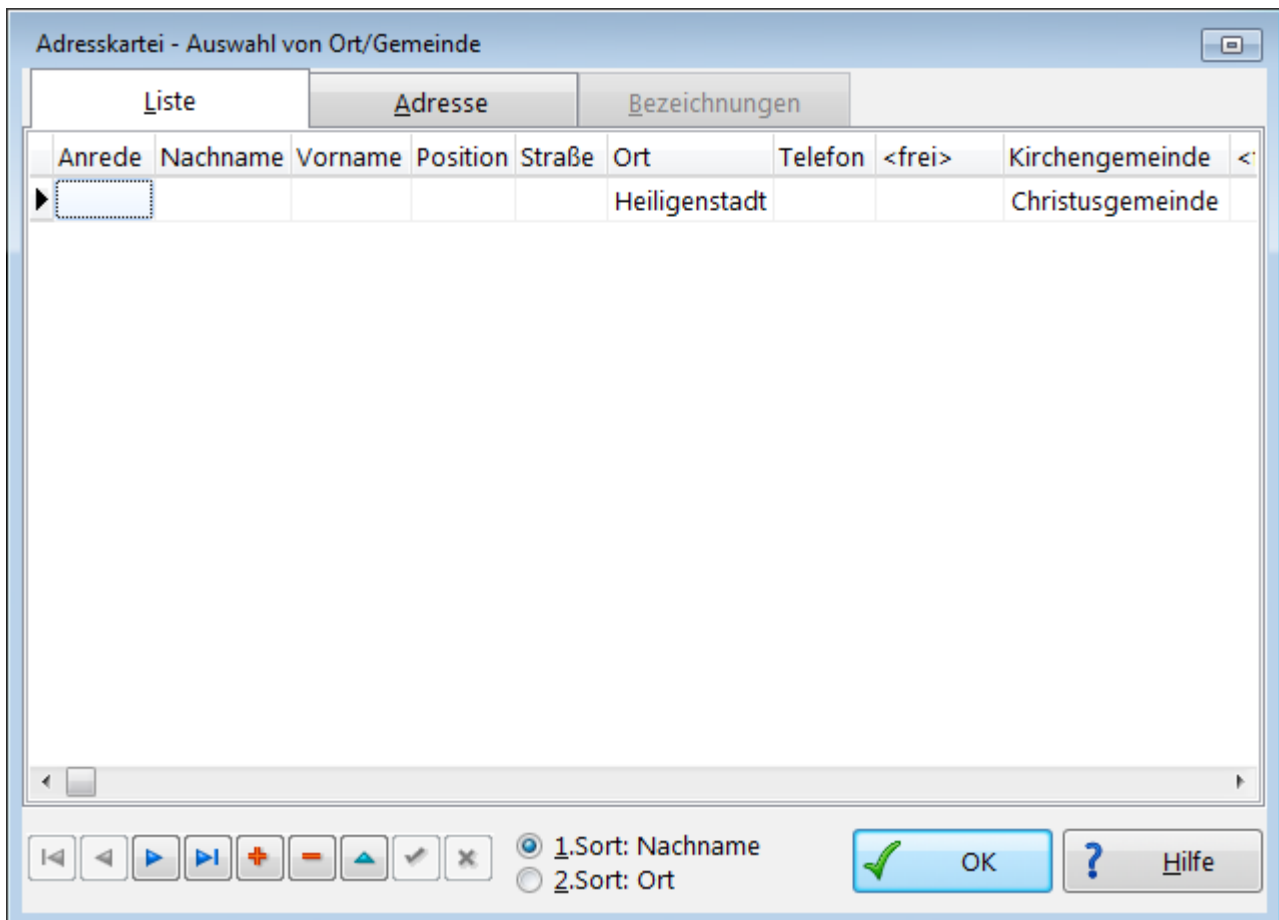 Adresskartei - Auswahl von Ort/Gemeinde
Liste Adresse Bezeichnungen
Anrede Nachname Vorname Position Straße Ort Telefon <frei> Kirchengemeinde
Heiligenstadt Christusgemeinde
1.Sort: Nachname
2.Sort: Ort
OK
? Hilfe